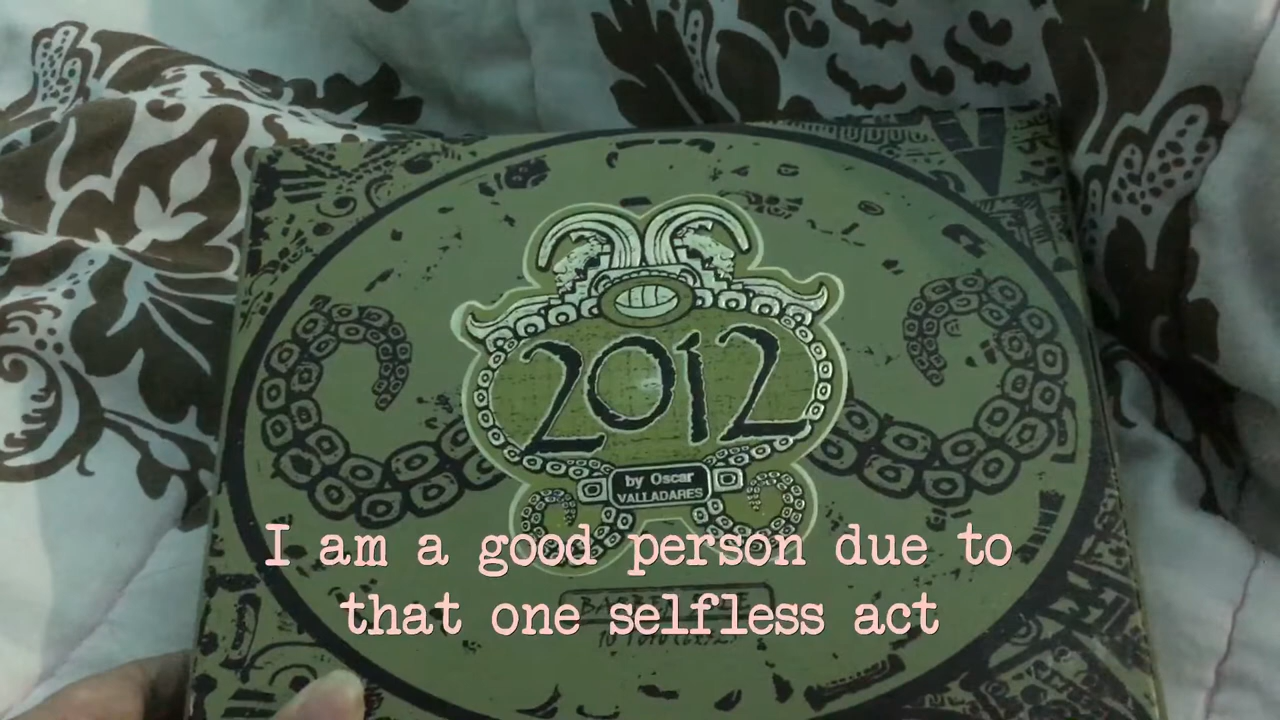 2012
by Oscar
VALLADARES
I am a good person due to
that one selfless act